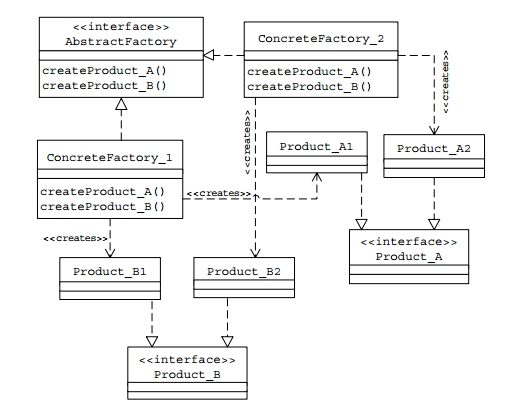 <<interface>>
AbstractFactory
createProduct_A()
createProduct_B()
ConcreteFactory_2
createProduct_A()
createProduct_B()
<<creates>>
<<creates>>
ConcreteFactory_1
createProduct_A()
createProduct_B()
<<creates>>
Product_A1
Product_A2
<<creates>>
<<interface>>
Product_A
Product_B1
Product_B2
<<interface>>
Product_B